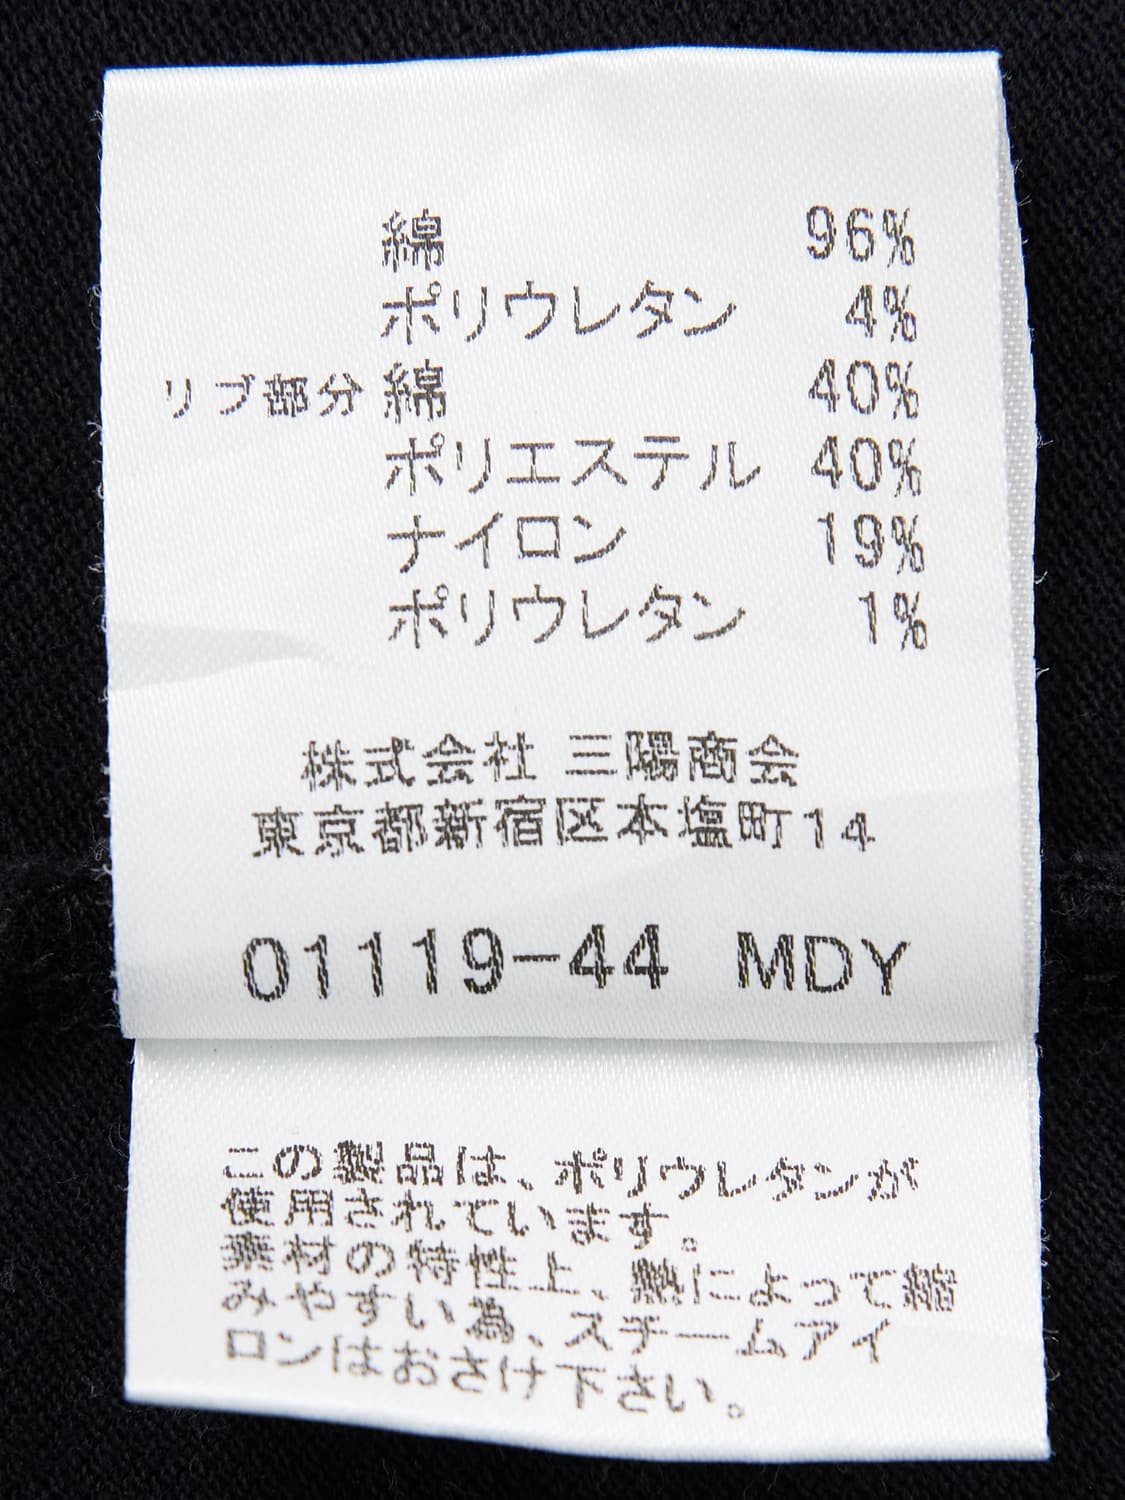 綿 96%
ポリウレタン 4%
リブ部分 綿 40%
ポリエステル 40%
ナイロン 19%
ポリウレタン 1%
株式会社 三陽商会
東京都新宿区本塩町14
01119-44 MDY
この製品は、ポリウレタンが
使用されています。
素材の特性上、熱によって縮
みやすい為、スチームアイ
ロンはおさけ下さい。